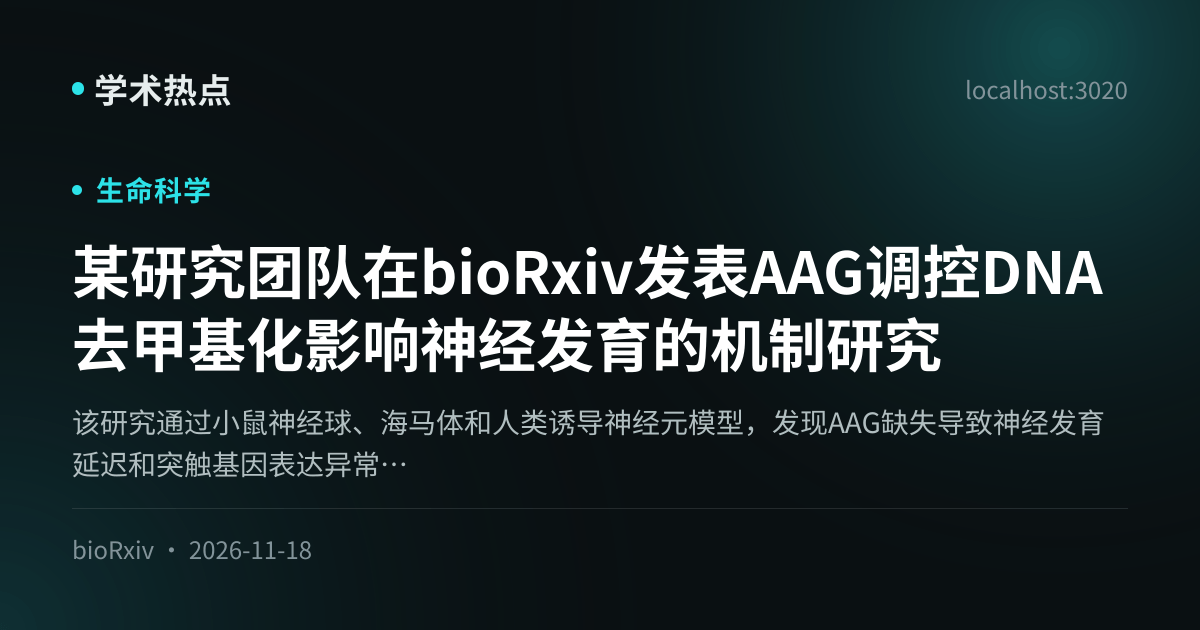 学术热点
localhost:3020
生命科学
某研究团队在bioRxiv发表AAG调控DNA
去甲基化影响神经发育的机制研究
该研究通过小鼠神经球、海马体和人类诱导神经元模型，发现AAG缺失导致神经发育
延迟和突触基因表达异常…
bioRxiv · 2026-11-18